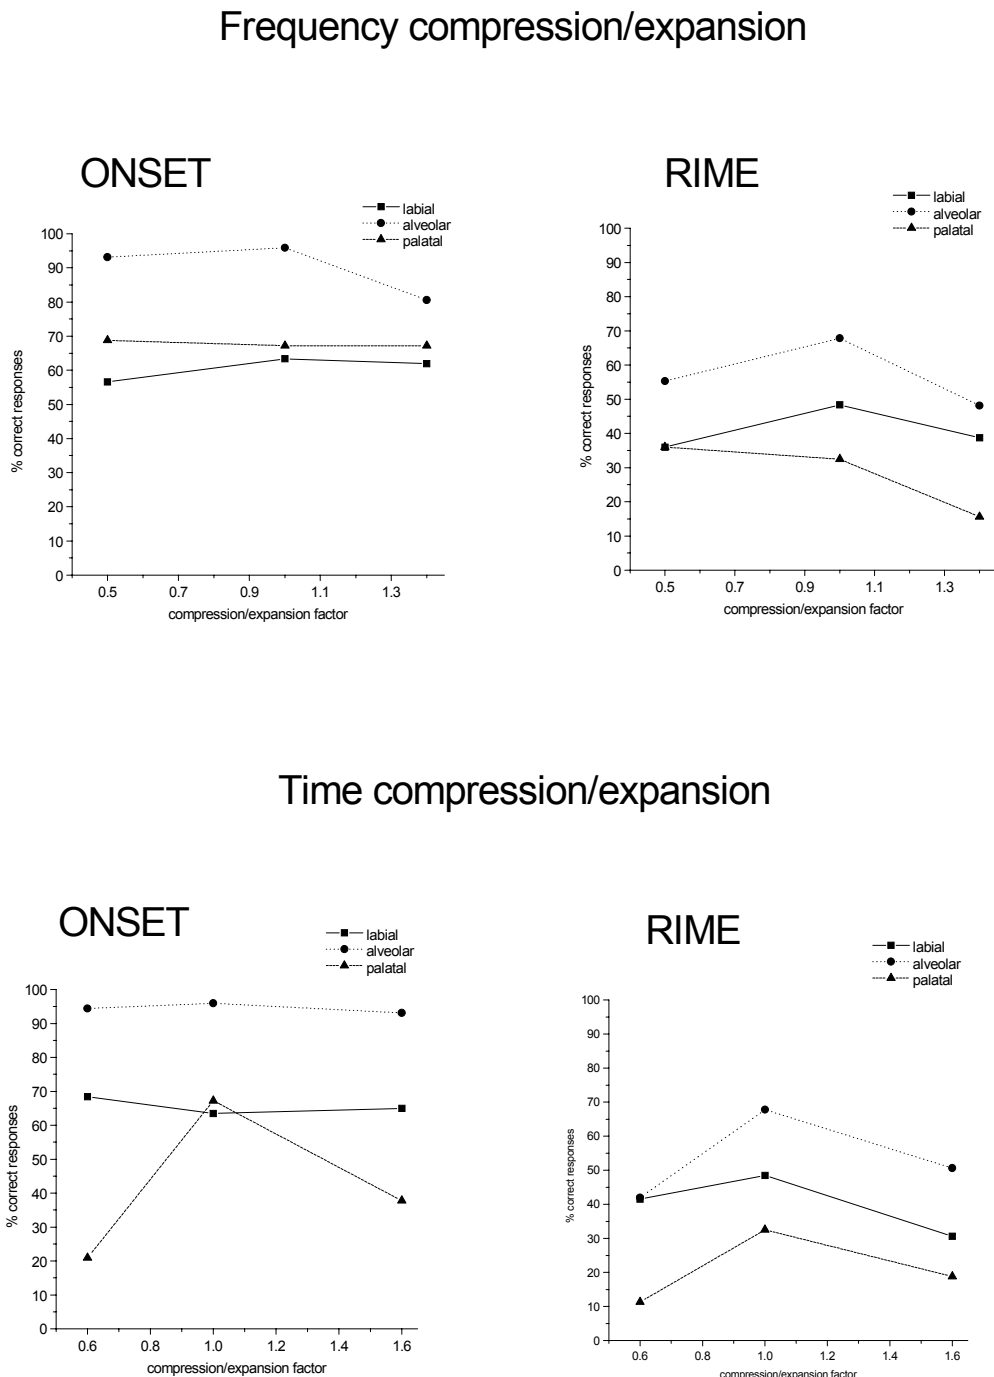 Frequency compression/expansion
ONSET
labial
alveolar
palatal
100
90
80
70
60
50
40
30
20
10
0
% correct responses
0.5 0.7 0.9 1.0 1.1 1.3
compression/expansion factor
RIME
labial
alveolar
palatal
100
90
80
70
60
50
40
30
20
10
0
% correct responses
0.5 0.7 0.9 1.1 1.3
compression/expansion factor
Time compression/expansion
ONSET
labial
alveolar
palatal
100
90
80
70
60
50
40
30
20
10
0
% correct responses
0.6 0.8 1.0 1.2 1.4 1.6
compression/expansion factor
RIME
labial
alveolar
palatal
100
90
80
70
60
50
40
30
20
10
0
% correct responses
0.6 0.8 1.0 1.2 1.4 1.6
compression/expansion factor